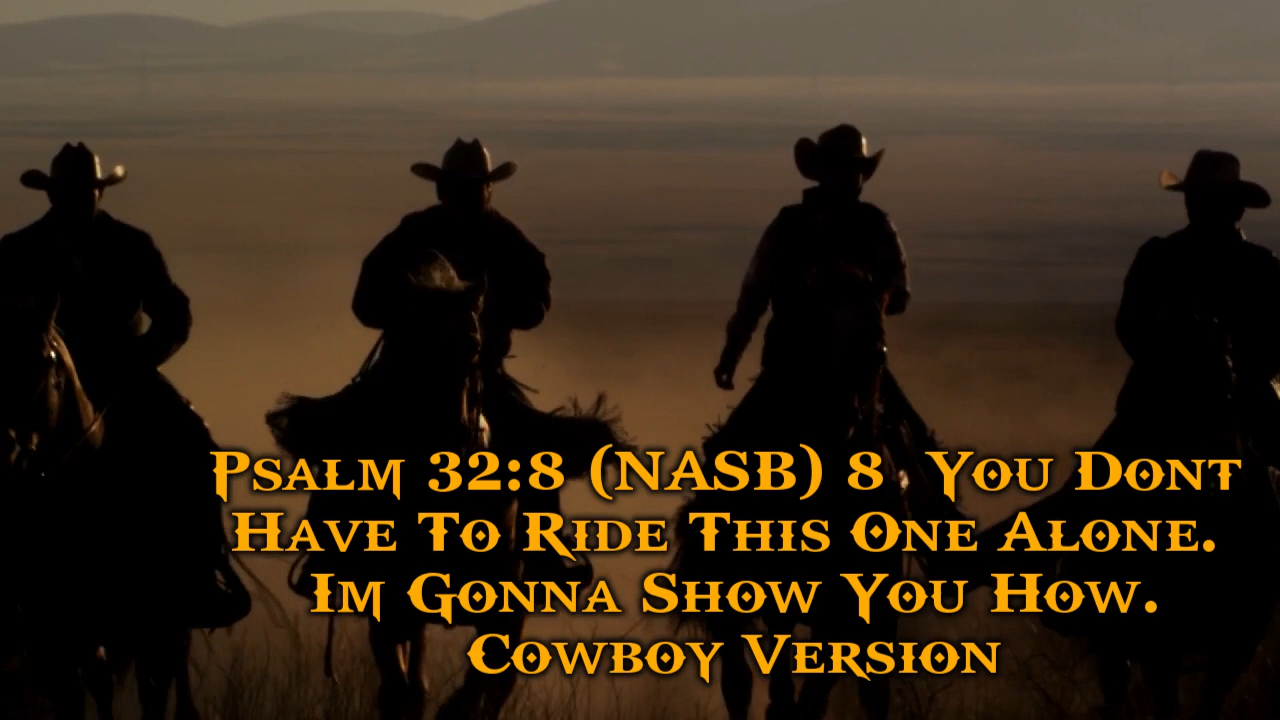 Psalm 32:8 (NASB) 8  You Dont
Have To Ride This One Alone.
Im Gonna Show You How.
Cowboy Version